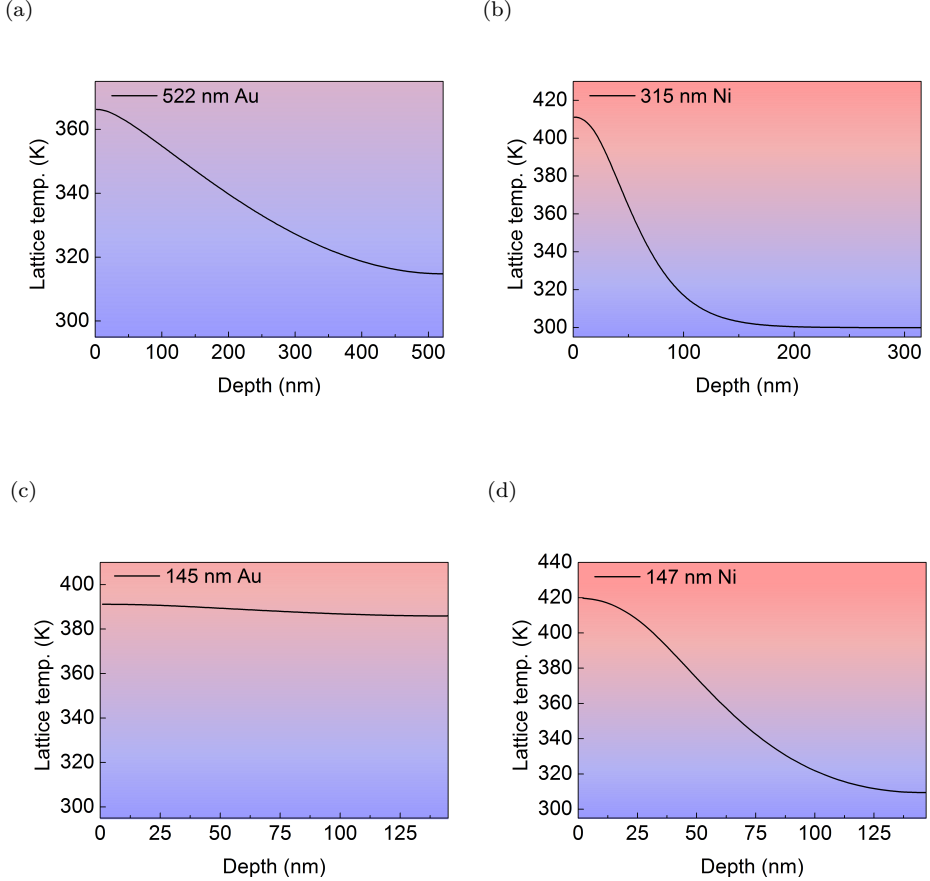 (a)
522 nm Au
360
340
320
300
Lattice temp. (K)
0 100 200 300 400 500
Depth (nm)
(b)
315 nm Ni
420
400
380
360
340
320
300
Lattice temp. (K)
0 100 200 300
Depth (nm)
(c)
145 nm Au
400
380
360
340
320
300
Lattice temp. (K)
0 25 50 75 100 125
Depth (nm)
(d)
147 nm Ni
440
420
400
380
360
340
320
300
Lattice temp. (K)
0 25 50 75 100 125
Depth (nm)